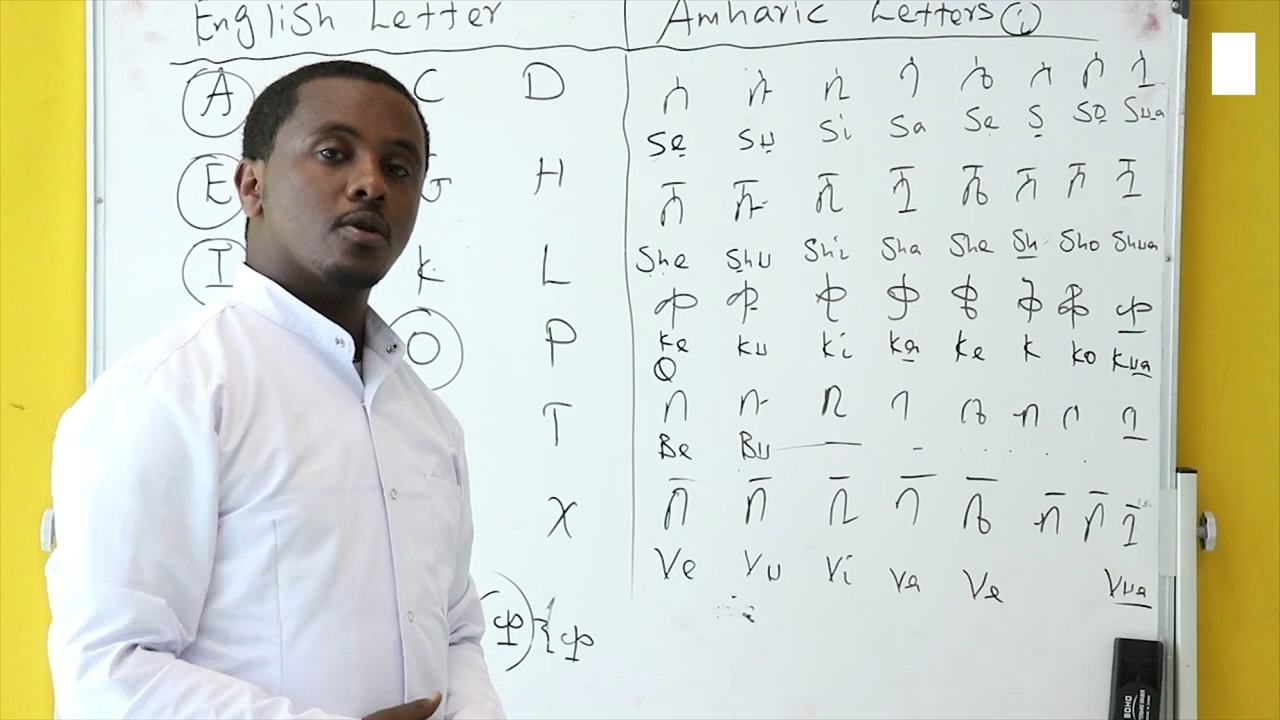 English Letter
Amharic Letters i
A C D
ሰ ሱ ሲ ሳ ሴ ስ ሶ ሷ
Se Su Si Sa Se S So Sua
E G H
ሸ ሹ ሺ ሻ ሼ ሽ ሾ ሿ
She Shu Shi Sha She Sh Sho Shua
I K L
ቀ ቁ ቂ ቃ ቄ ቅ ቆ ቋ
O P
Ke Ku Ki Ka Ke K Ko Kua
Q
T
በ ቡ ቢ ባ ቤ ብ ቦ ቧ
Be Bu
X
ቨ ቩ ቪ ቫ ቬ ቭ ቮ ቯ
Ve Vu Vi Va Ve Vua